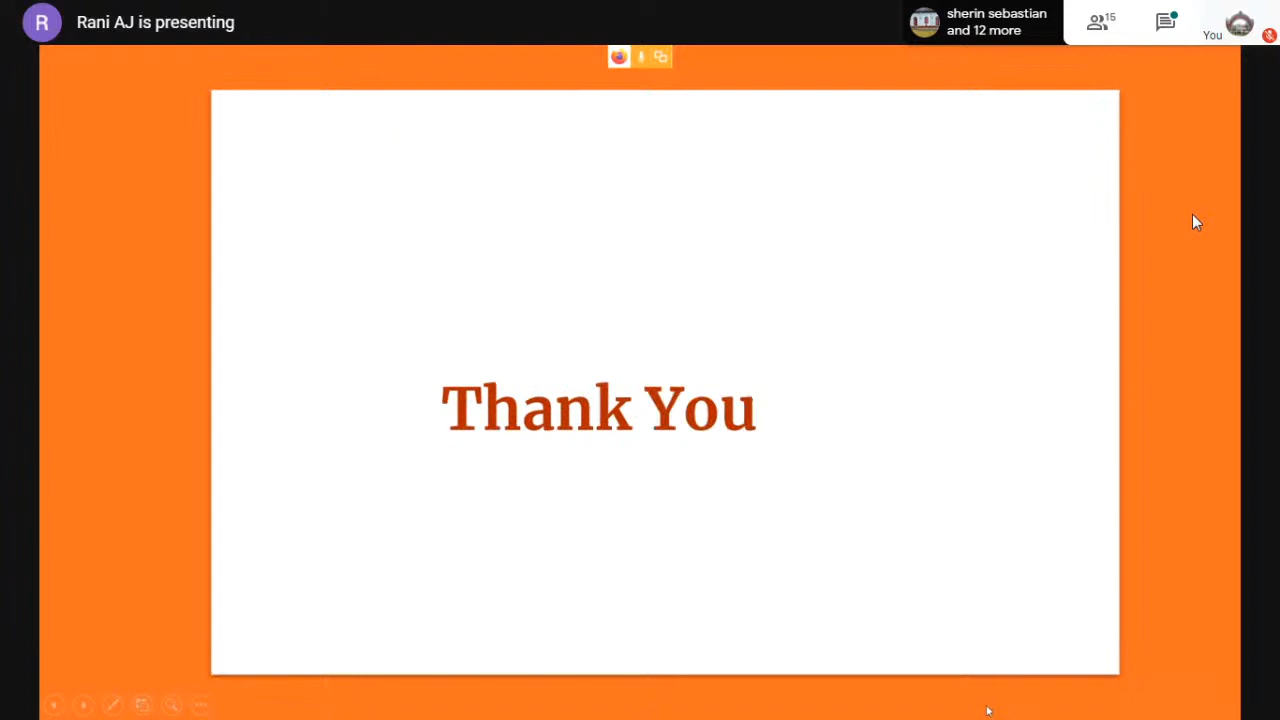 R
Rani AJ is presenting
sherin sebastian
and 12 more
15
You
Thank You